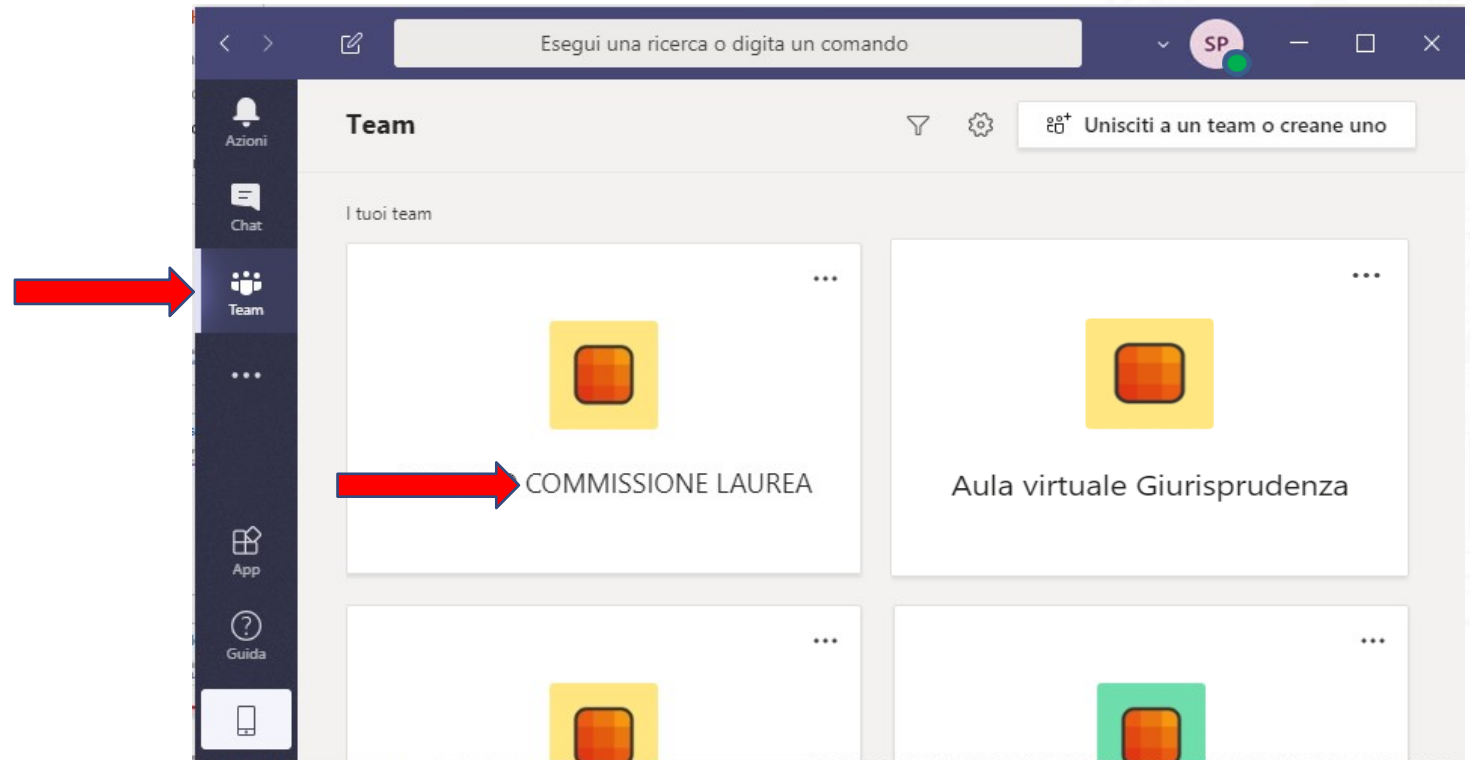 Esegui una ricerca o digita un comando
SP
Azioni
Team
Unisciti a un team o creane uno
Chat
I tuoi team
Team
COMMISSIONE LAUREA
Aula virtuale Giurisprudenza
App
Guida